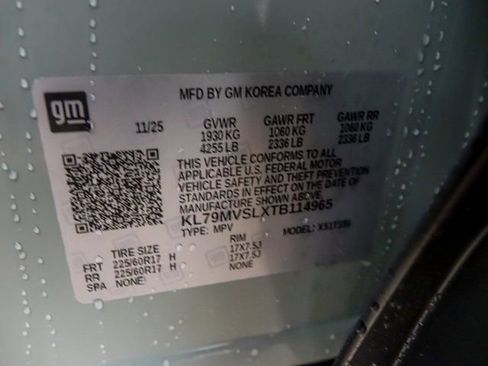 MFD BY GM KOREA COMPANY
gm
11/25
GVWR GAWR FRT GAWR RR
1930 KG 1060 KG 1060 KG
4255 LB 2336 LB 2336 LB
THIS VEHICLE CONFORMS TO ALL
APPLICABLE U.S. FEDERAL MOTOR
VEHICLE SAFETY AND THEFT PREVENTION
STANDARDS IN EFFECT ON THE DATE OF
MANUFACTURE SHOWN ABOVE
KL79MVSLXTB114965
TYPE: MPV MODEL:
TIRE SIZE RIM
FRT 225/60R17 H 17X7.5J
RR 225/60R17 H 17X7.5J
SPA NONE NONE